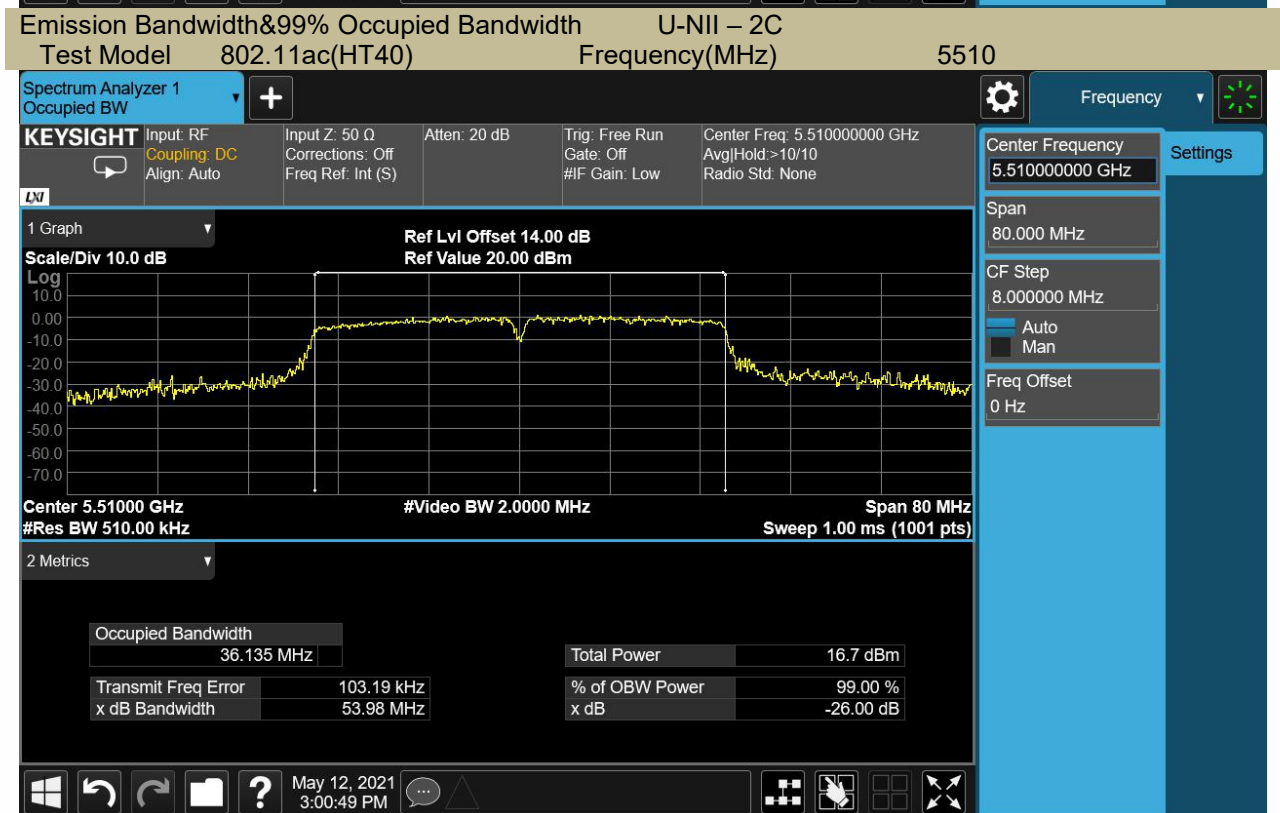 Emission Bandwidth&99% Occupied Bandwidth U-NII – 2C
Test Model 802.11ac(HT40) Frequency(MHz) 5510
Spectrum Analyzer 1
Occupied BW
+
Frequency
KEYSIGHT
LXI
Input: RF
Coupling: DC
Align: Auto
Input Z: 50 Ω
Corrections: Off
Freq Ref: Int (S)
Atten: 20 dB
Trig: Free Run
Gate: Off
#IF Gain: Low
Center Freq: 5.510000000 GHz
Avg|Hold:>10/10
Radio Std: None
Center Frequency
5.510000000 GHz
Settings
Span
80.000 MHz
CF Step
8.000000 MHz
Auto
Man
Freq Offset
0 Hz
1 Graph
Scale/Div 10.0 dB
Ref Lvl Offset 14.00 dB
Ref Value 20.00 dBm
Log
10.0
0.00
-10.0
-20.0
-30.0
-40.0
-50.0
-60.0
-70.0
Center 5.51000 GHz #Video BW 2.0000 MHz Span 80 MHz
#Res BW 510.00 kHz Sweep 1.00 ms (1001 pts)
2 Metrics
Occupied Bandwidth
36.135 MHz Total Power 16.7 dBm
Transmit Freq Error 103.19 kHz % of OBW Power 99.00 %
x dB Bandwidth 53.98 MHz x dB -26.00 dB
?
May 12, 2021
3:00:49 PM